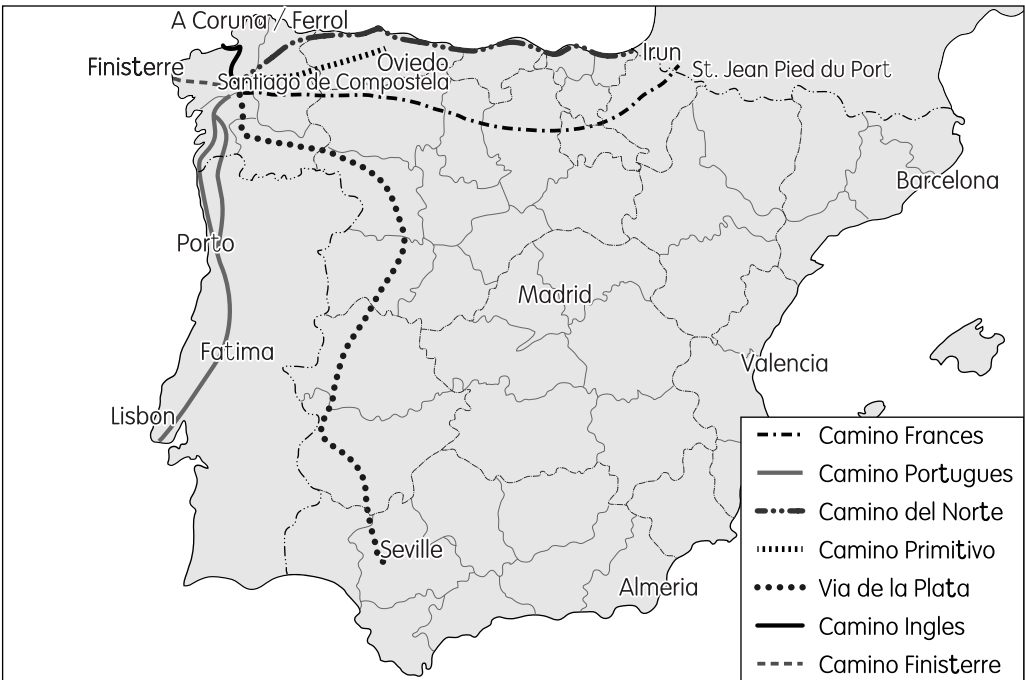 A Coruna / Ferrol
Finisterre
Oviedo
Irun
Santiago de Compostela
St. Jean Pied du Port
Barcelona
Porto
Madrid
Fatima
Valencia
Lisbon
Seville
Almeria
Camino Frances
Camino Portugues
Camino del Norte
Camino Primitivo
Via de la Plata
Camino Ingles
Camino Finisterre